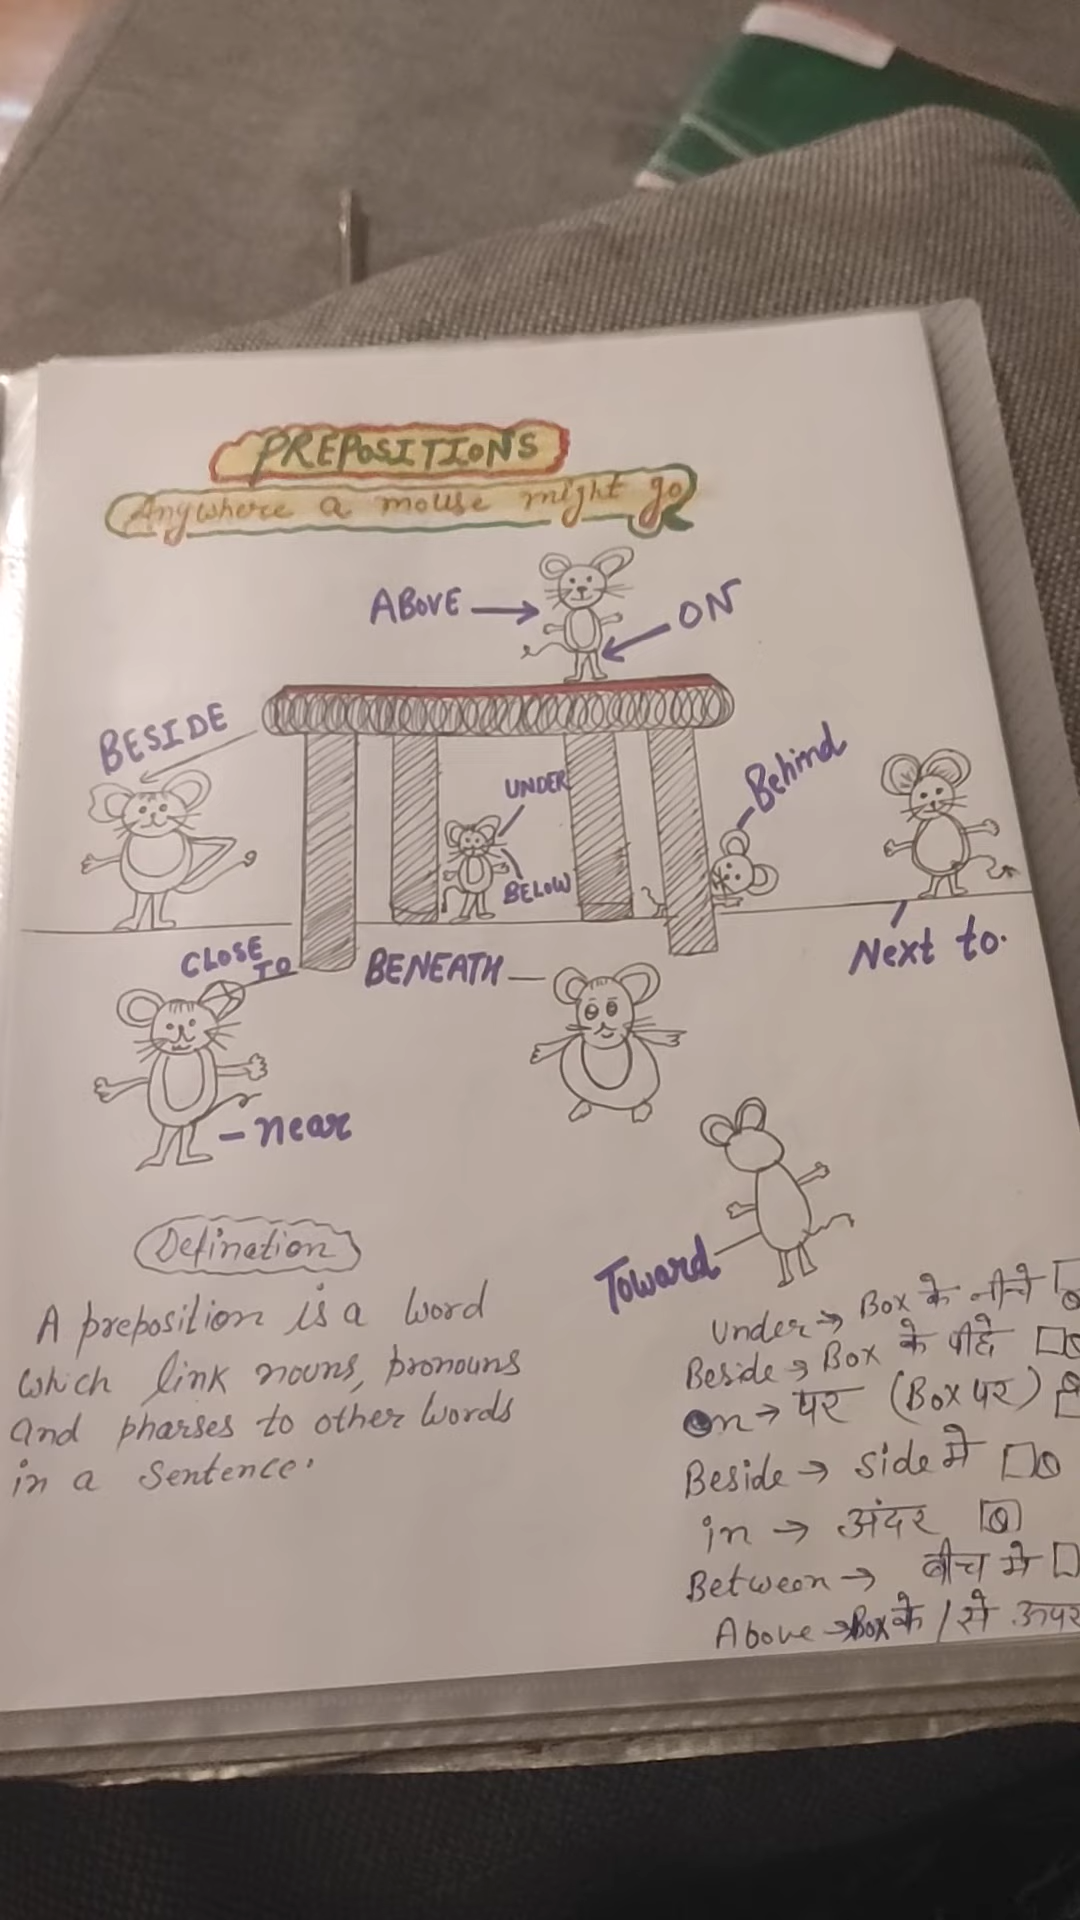 PREPOSITIONS
Anywhere a mouse might go
ABOVE
ON
BESIDE
UNDER
Behind
BELOW
CLOSE TO
BENEATH
Next to.
near
Toward
Defination
A preposition is a word
which link nouns, pronouns
and pharses to other words
in a sentence.
Under → Box के नीचे
Beside → Box के पीछे
On → पर (Box पर)
Beside → side में
in → अंदर
Between → बीच में
Above → Box के / से ऊपर